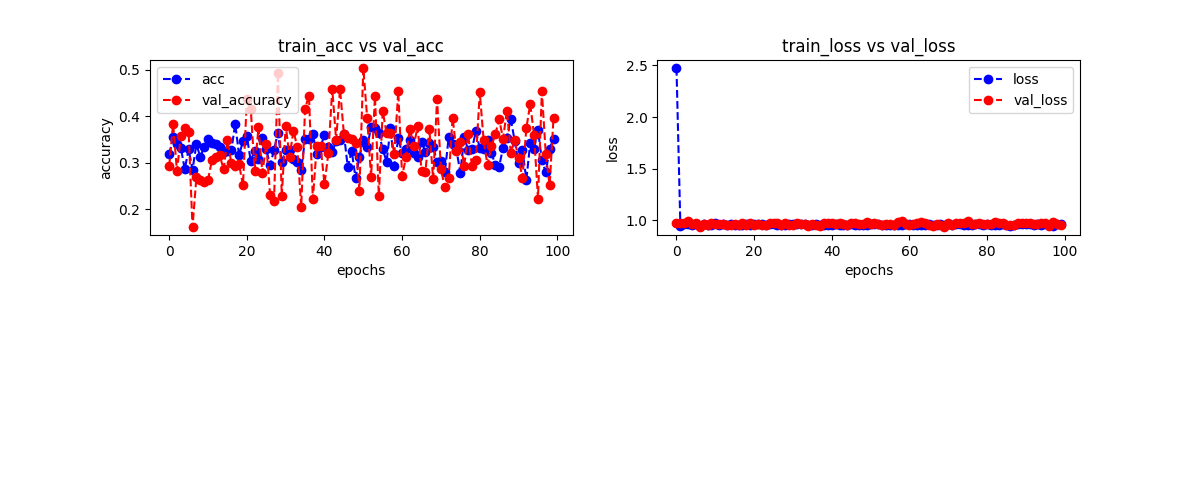 train_acc vs val_acc
train_loss vs val_loss
acc
val_accuracy
loss
val_loss
accuracy
0.5
0.4
0.3
0.2
0
20
40
60
80
100
epochs
loss
2.5
2.0
1.5
1.0
0
20
40
60
80
100
epochs